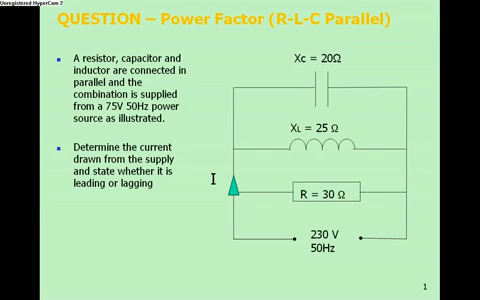 Unregistered HyperCam 2
QUESTION – Power Factor (R-L-C Parallel)
A resistor, capacitor and
inductor are connected in
parallel and the
combination is supplied
from a 75V 50Hz power
source as illustrated.
Determine the current
drawn from the supply
and state whether it is
leading or lagging
Xc = 20Ω
XL = 25 Ω
I
R = 30 Ω
230 V
50Hz
1